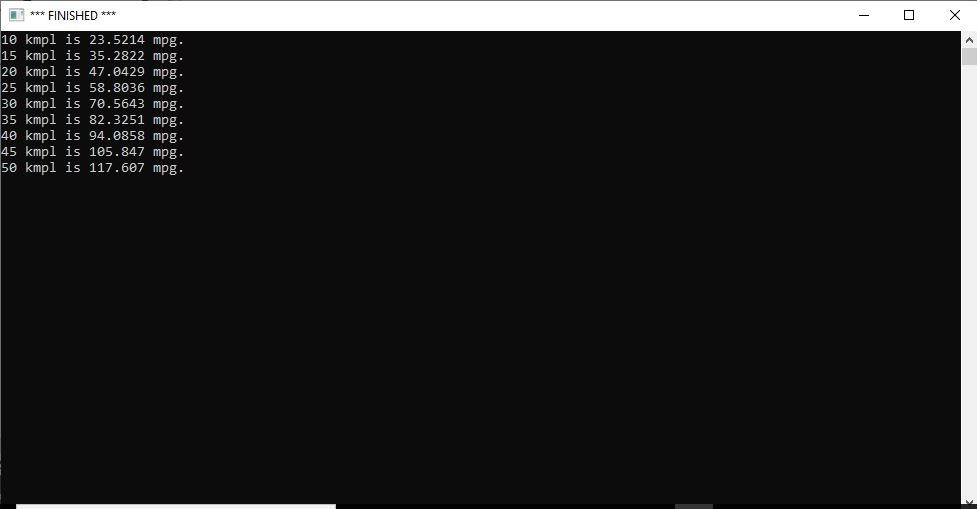 *** FINISHED ***
10 kmpl is 23.5214 mpg.
15 kmpl is 35.2822 mpg.
20 kmpl is 47.0429 mpg.
25 kmpl is 58.8036 mpg.
30 kmpl is 70.5643 mpg.
35 kmpl is 82.3251 mpg.
40 kmpl is 94.0858 mpg.
45 kmpl is 105.847 mpg.
50 kmpl is 117.607 mpg.